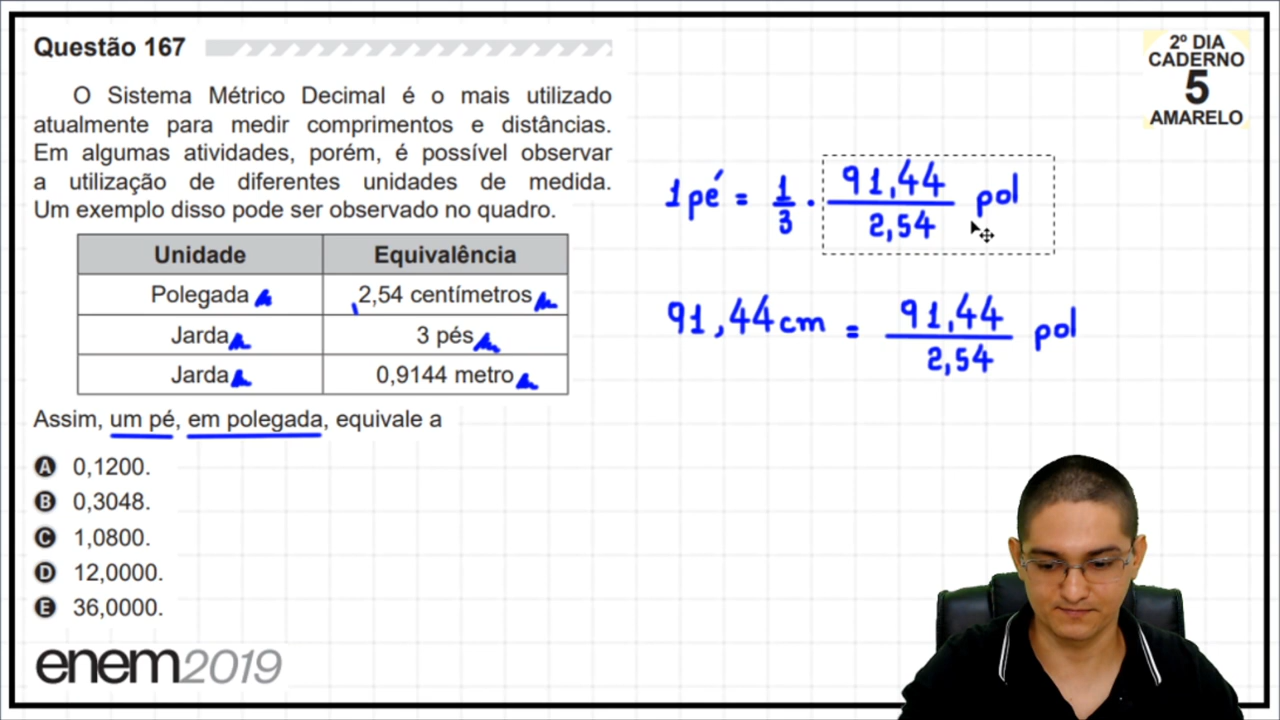 Questão 167
O Sistema Métrico Decimal é o mais utilizado
atualmente para medir comprimentos e distâncias.
Em algumas atividades, porém, é possível observar
a utilização de diferentes unidades de medida.
Um exemplo disso pode ser observado no quadro.
Unidade Equivalência
Polegada 2,54 centímetros
Jarda 3 pés
Jarda 0,9144 metro
Assim, um pé, em polegada, equivale a
A 0,1200.
B 0,3048.
C 1,0800.
D 12,0000.
E 36,0000.
enem2019
2º DIA
CADERNO
5
AMARELO
1 pé = 1/3 · 91,44/2,54 pol
91,44 cm = 91,44/2,54 pol